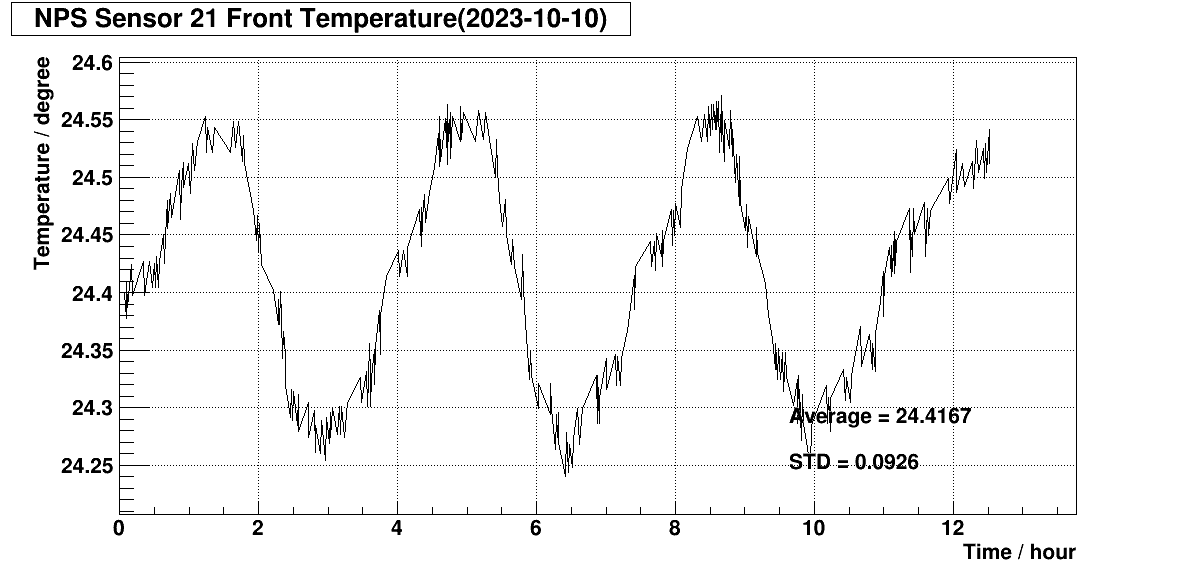 NPS Sensor 21 Front Temperature(2023-10-10)
Temperature / degree
24.6
24.55
24.5
24.45
24.4
24.35
24.3
24.25
Average = 24.4167
STD = 0.0926
0 2 4 6 8 10 12
Time / hour